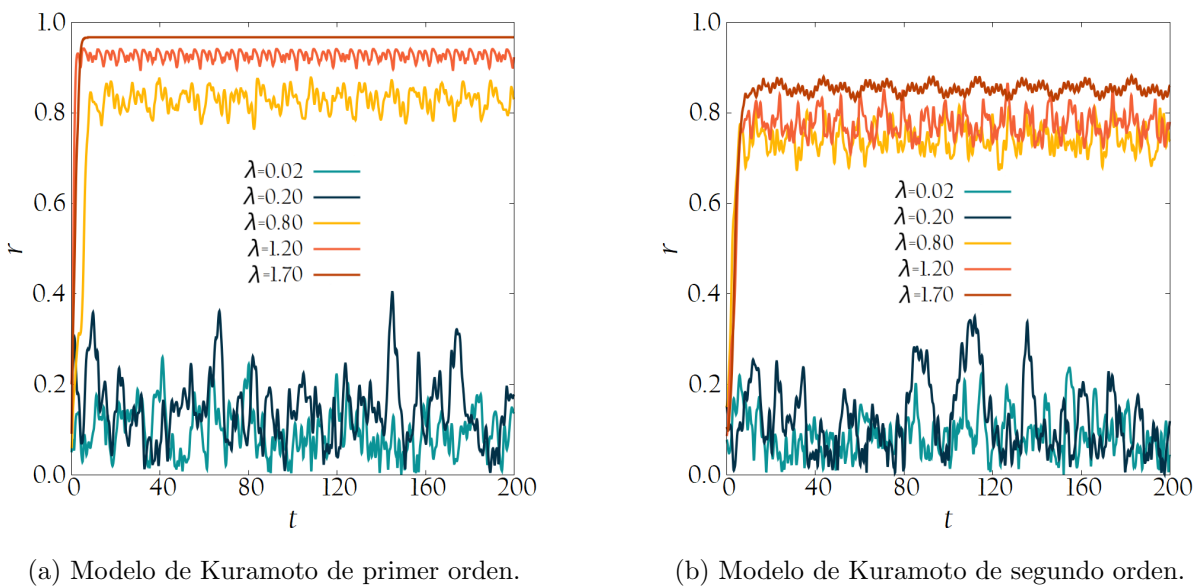 1.0
0.8
0.6
0.4
0.2
0.0
r
λ=0.02
λ=0.20
λ=0.80
λ=1.20
λ=1.70
0 40 80 120 160 200
t
(a) Modelo de Kuramoto de primer orden.
1.0
0.8
0.6
0.4
0.2
0.0
r
λ=0.02
λ=0.20
λ=0.80
λ=1.20
λ=1.70
0 40 80 120 160 200
t
(b) Modelo de Kuramoto de segundo orden.